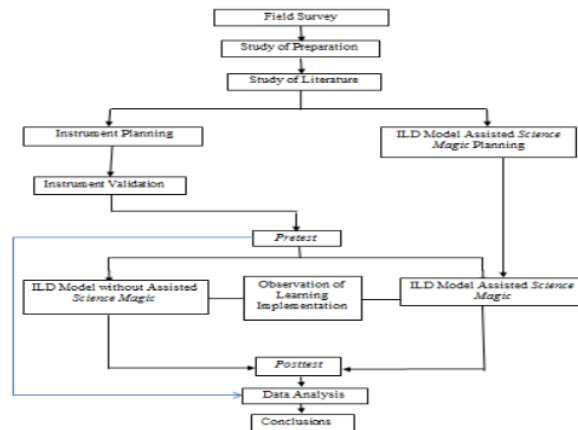 Field Survey
Study of Preparation
Study of Literature
Instrument Planning
ILD Model Assisted Science
Magic Planning
Instrument Validation
Pretest
ILD Model without Assisted
Science Magic
Observation of
Learning
Implementation
ILD Model Assisted Science
Magic
Posttest
Data Analysis
Conclusions